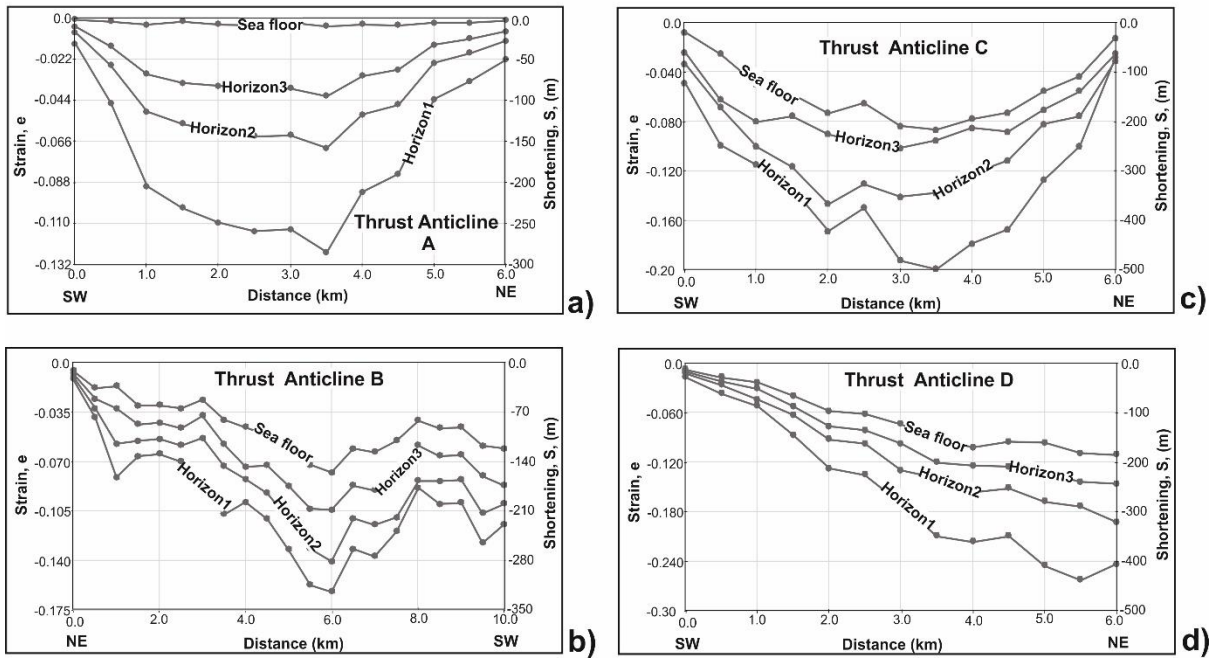 0.0
-0.022
-0.044
-0.066
-0.088
-0.110
-0.132
Strain, e
0.0
-50
-100
-150
-200
-250
-300
Shortening, S, (m)
Sea floor
Horizon3
Horizon2
Horizon1
Thrust Anticline
A
0.0 1.0 2.0 3.0 4.0 5.0 6.0
SW Distance (km) NE
a)
0.0
-0.040
-0.080
-0.120
-0.160
-0.20
Strain, e
0.0
-100
-200
-300
-400
-500
Shortening, S, (m)
Thrust Anticline C
Sea floor
Horizon3
Horizon2
Horizon1
0.0 1.0 2.0 3.0 4.0 5.0 6.0
SW Distance (km) NE
c)
0.0
-0.035
-0.070
-0.105
-0.140
-0.175
Strain, e
0.0
-70
-140
-210
-280
-350
Shortening, S, (m)
Thrust Anticline B
Sea floor
Horizon3
Horizon1
Horizon2
0.0 2.0 4.0 6.0 8.0 10.0
NE Distance (km) SW
b)
0.0
-0.060
-0.120
-0.180
-0.240
-0.30
Strain, e
0.0
-100
-200
-300
-400
-500
Shortening, S, (m)
Thrust Anticline D
Sea floor
Horizon3
Horizon2
Horizon1
0.0 1.0 2.0 3.0 4.0 5.0 6.0
SW Distance (km) NE
d)